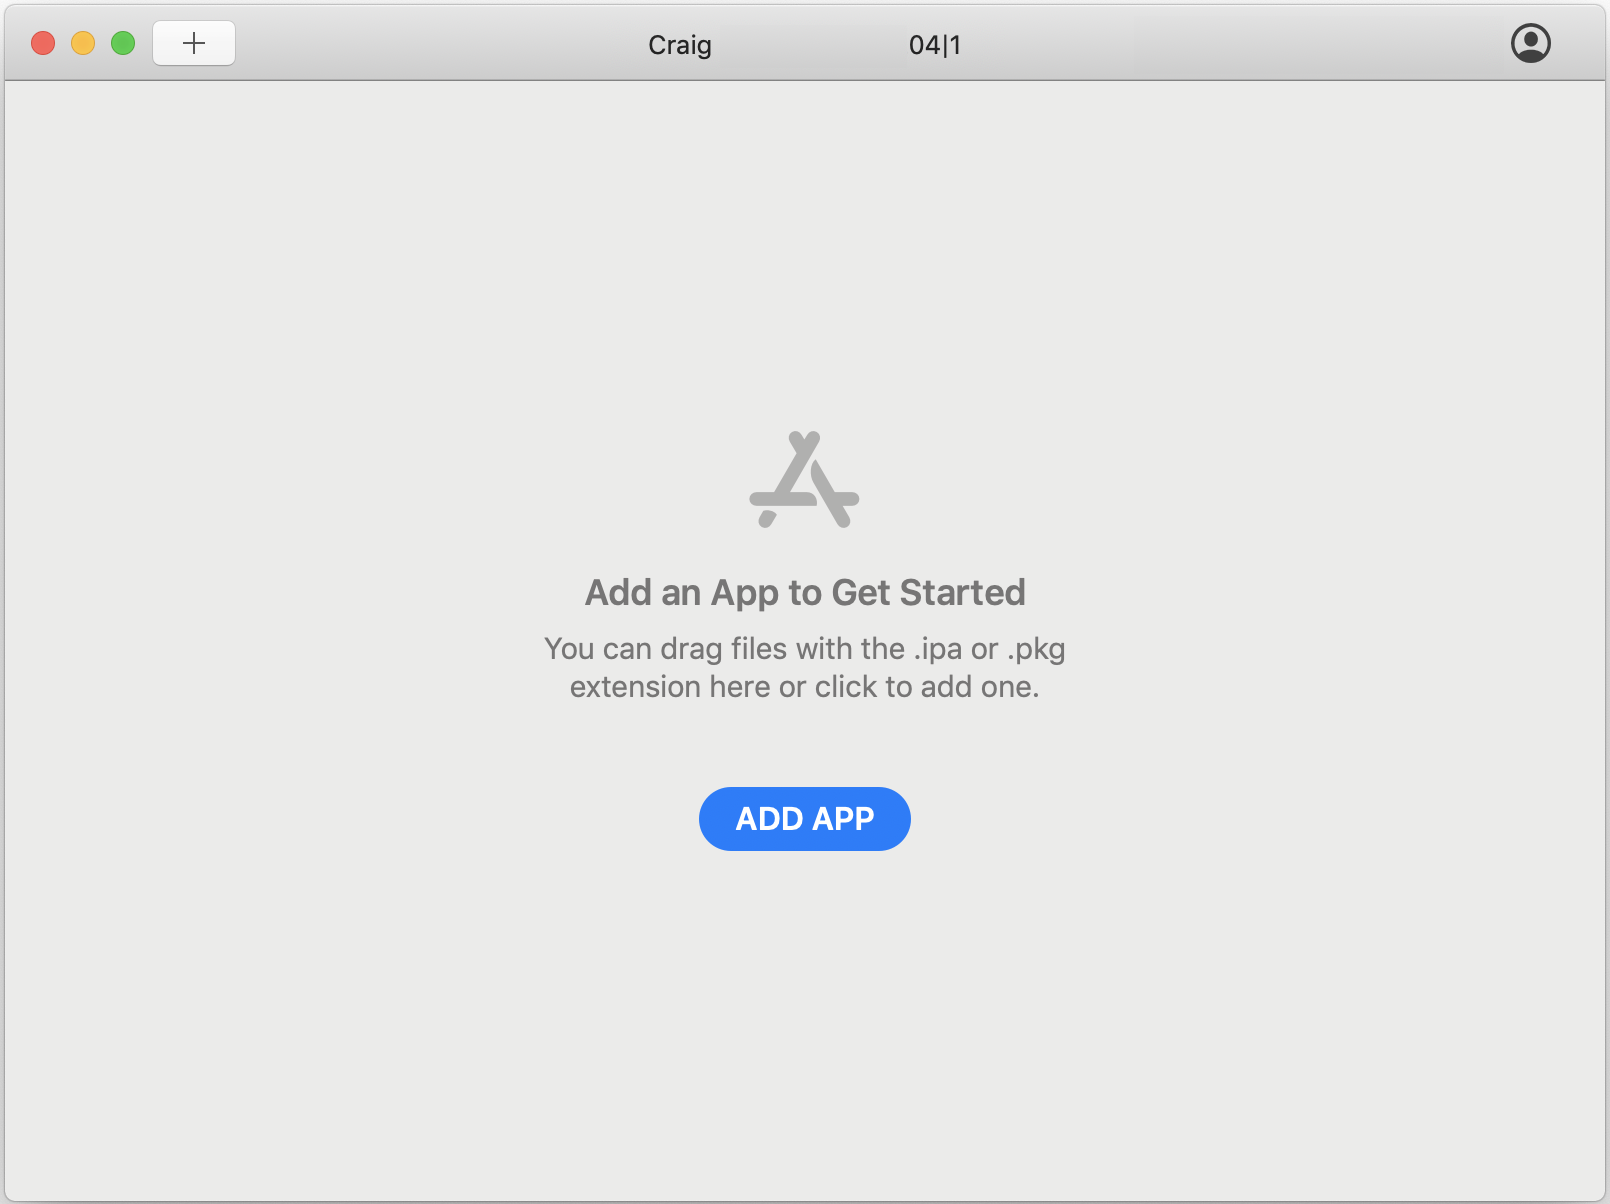 Craig 04|1
Add an App to Get Started
You can drag files with the .ipa or .pkg
extension here or click to add one.
ADD APP